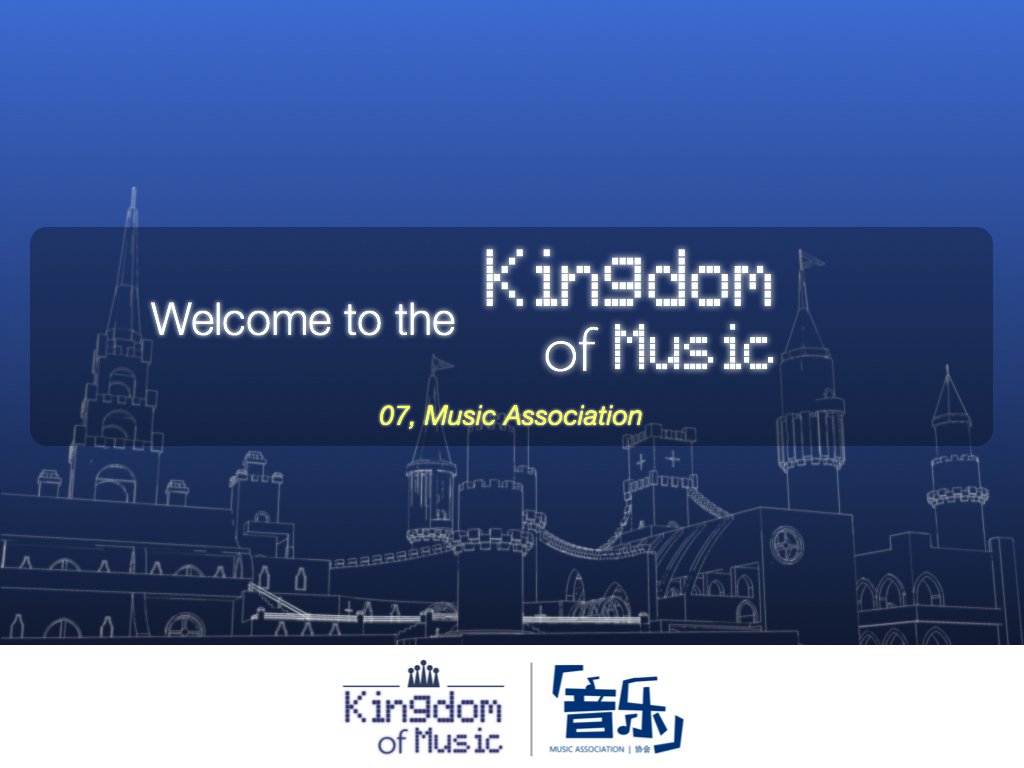 Welcome to the Kingdom
of Music
07, Music Association
Kingdom
of Music
「音乐」
MUSIC ASSOCIATION | 协会